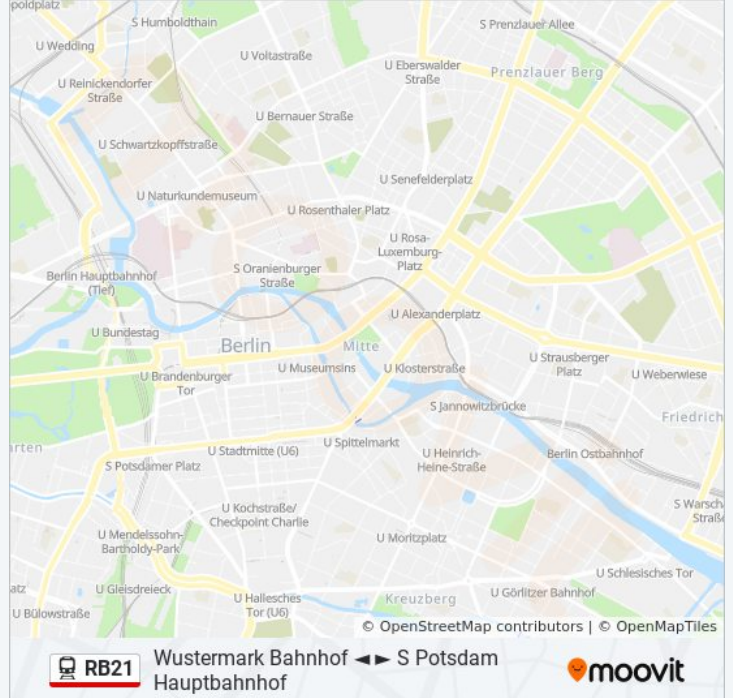 poldplatz
S Humboldthain
S Prenzlauer Allee
U Wedding
U Voltastraße
U Eberswalder
Straße
Prenzlauer Berg
U Reinickendorfer
Straße
U Bernauer Straße
U Schwartzkopffstraße
U Senefelderplatz
U Naturkundemuseum
U Rosenthaler Platz
U Rosa-
Luxemburg-
Platz
S Oranienburger
Straße
Berlin Hauptbahnhof
(Tief)
U Alexanderplatz
U Bundestag
Berlin
Mitte
U Strausberger
Platz
U Museumsins
U Klosterstraße
U Weberwiese
U Brandenburger
Tor
S Jannowitzbrücke
Friedrich
rten
U Spittelmarkt
U Stadtmitte (U6)
U Heinrich-
Heine-Straße
Berlin Ostbahnhof
S Potsdamer Platz
S Warsch
Straße
U Kochstraße/
Checkpoint Charlie
U Mendelssohn-
Bartholdy-Park
U Moritzplatz
U Schlesisches Tor
atz
U Gleisdreieck
U Görlitzer Bahnhof
U Hallesches
Tor (U6)
Kreuzberg
U Bülowstraße
© OpenStreetMap contributors | © OpenMapTiles
RB21
Wustermark Bahnhof ◄► S Potsdam
Hauptbahnhof
moovit